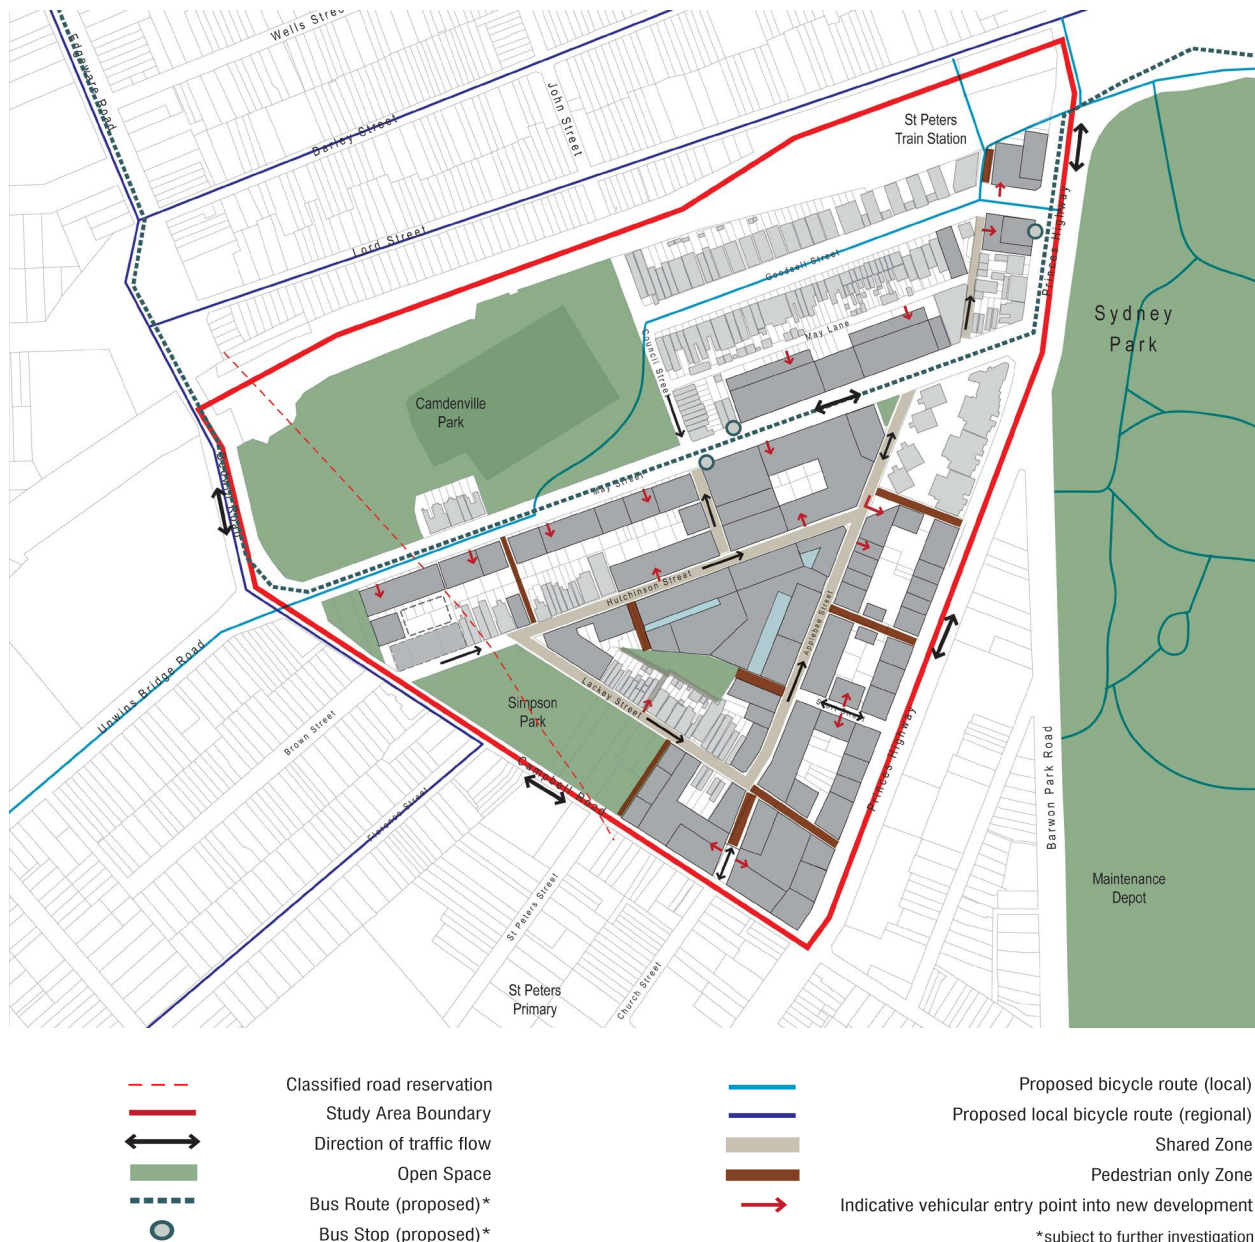 Wells Street
Edgeware Road
John Street
Darley Street
Lord Street
St Peters
Train Station
Princes Highway
Goodsell Street
Sydney
Park
May Lane
Council Street
Camdenville
Park
May Street
Hutchinson Street
Applebee Street
Unwins Bridge Road
Lackey Street
Simpson
Park
Brown Street
Campbell Road
Princes Highway
Florence Street
Barwon Park Road
Maintenance
Depot
St Peters Street
St Peters
Primary
Church Street
Classified road reservation
Study Area Boundary
Direction of traffic flow
Open Space
Bus Route (proposed)*
Bus Stop (proposed)*
Proposed bicycle route (local)
Proposed local bicycle route (regional)
Shared Zone
Pedestrian only Zone
Indicative vehicular entry point into new development
*subject to further investigation